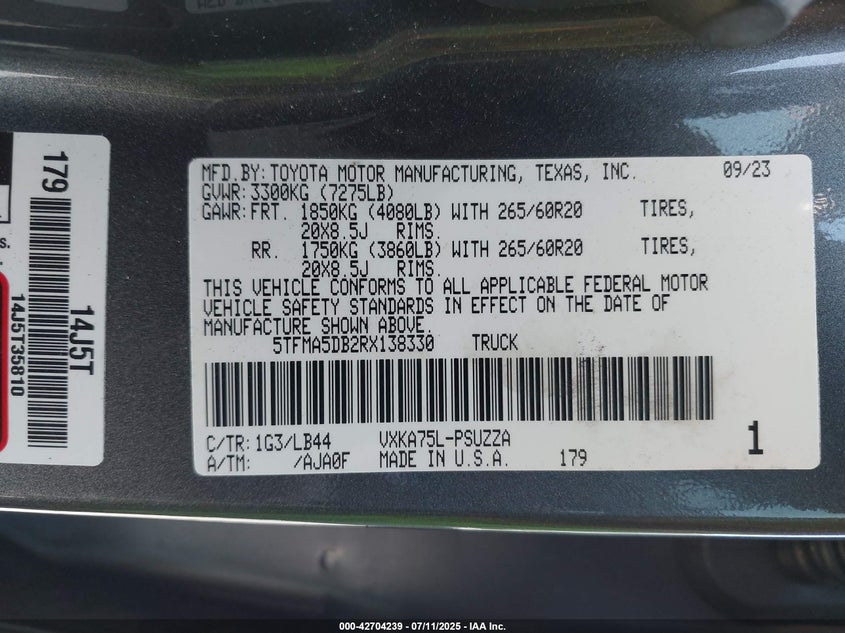 MFD.BY: TOYOTA MOTOR MANUFACTURING, TEXAS, INC. 09/23
GVWR: 3300KG (7275LB)
GAWR: FRT. 1850KG (4080LB) WITH 265/60R20 TIRES,
20X8.5J RIMS.
RR. 1750KG (3860LB) WITH 265/60R20 TIRES,
20X8.5J RIMS.
THIS VEHICLE CONFORMS TO ALL APPLICABLE FEDERAL MOTOR
VEHICLE SAFETY STANDARDS IN EFFECT ON THE DATE OF
MANUFACTURE SHOWN ABOVE.
5TFMA5DB2RX138330 TRUCK
C/TR: 1G3/LB44 VXKA75L-PSUZZA
A/TM: /AJA0F MADE IN U.S.A. 179
1
179
14J5T
14J5T35810
000-42704239 - 07/11/2025 - IAA Inc.